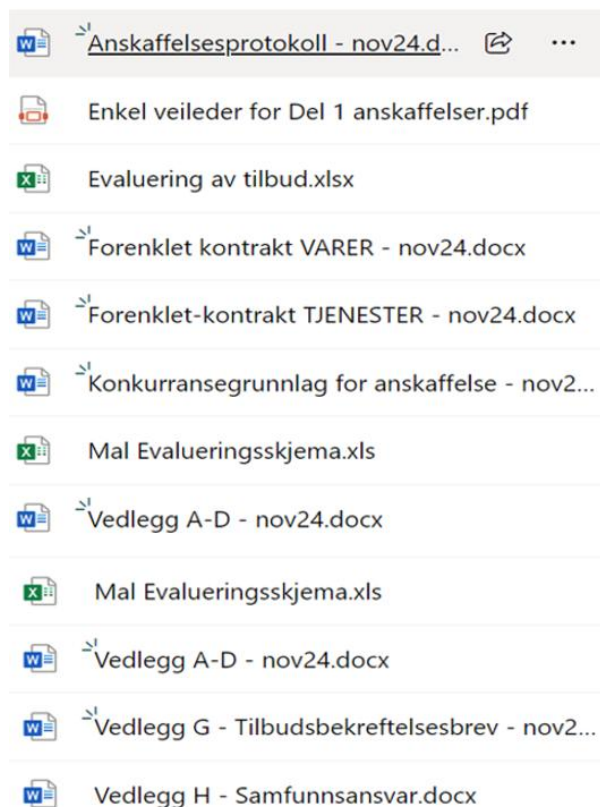 Anskaffelsesprotokoll - nov24.d...
Enkel veileder for Del 1 anskaffelser.pdf
Evaluering av tilbud.xlsx
Forenklet kontrakt VARER - nov24.docx
Forenklet-kontrakt TJENESTER - nov24.docx
Konkurransegrunnlag for anskaffelse - nov2...
Mal Evalueringsskjema.xls
Vedlegg A-D - nov24.docx
Mal Evalueringsskjema.xls
Vedlegg A-D - nov24.docx
Vedlegg G - Tilbudsbekreftelsesbrev - nov2...
Vedlegg H - Samfunnsansvar.docx